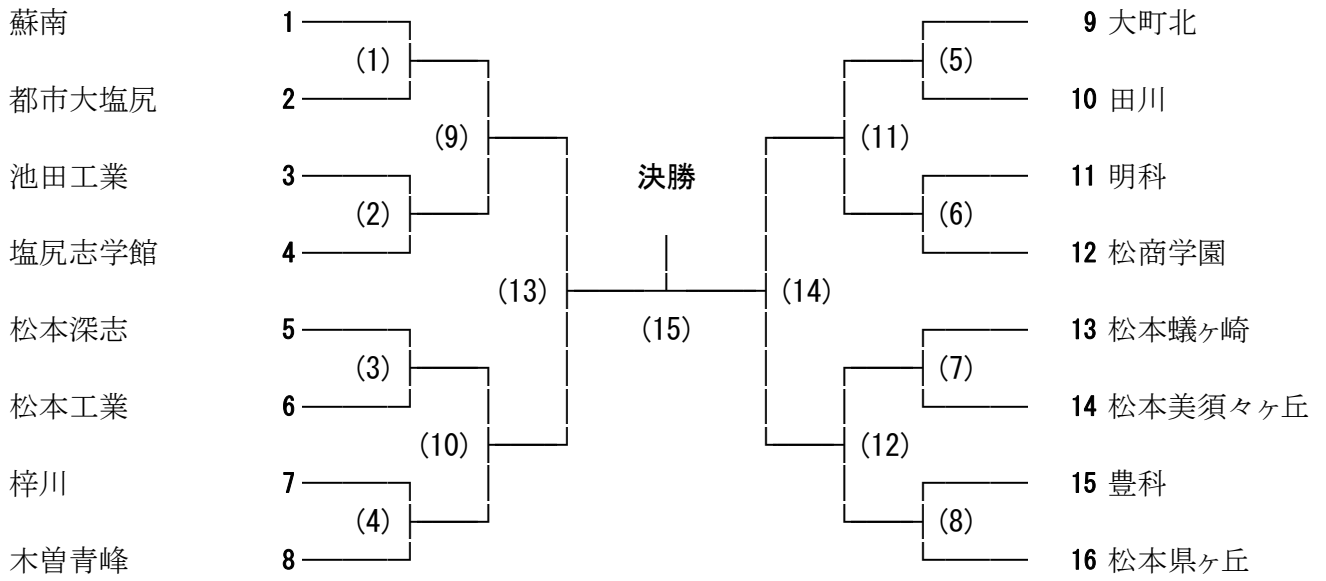 蘇南 1 9 大町北
(1) (5)
都市大塩尻 2 10 田川
(9) (11)
池田工業 3 決勝 11 明科
(2) (6)
塩尻志学館 4 12 松商学園
(13) (14)
松本深志 5 (15) 13 松本蟻ヶ崎
(3) (7)
松本工業 6 14 松本美須々ヶ丘
(10) (12)
梓川 7 15 豊科
(4) (8)
木曽青峰 8 16 松本県ヶ丘